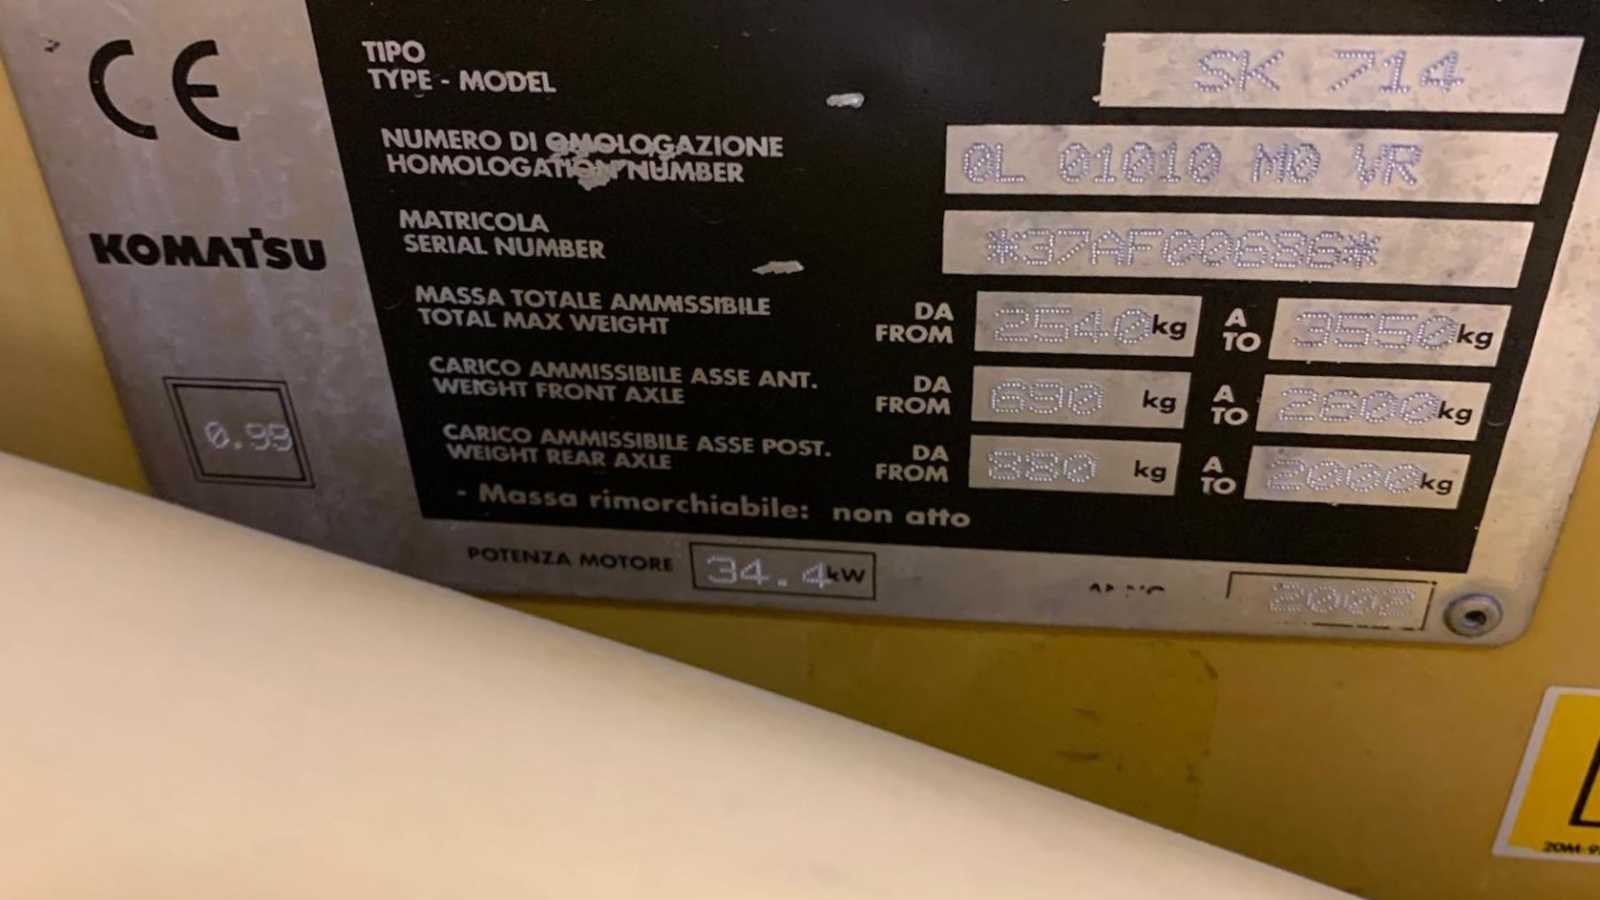 CE
KOMATSU
0.99
TIPO
TYPE - MODEL
SK 714
NUMERO DI OMOLOGAZIONE
HOMOLOGATION NUMBER
0L 01010 M0 VR
MATRICOLA
SERIAL NUMBER
*37AF00686*
MASSA TOTALE AMMISSIBILE
TOTAL MAX WEIGHT
DA
FROM
2540 kg
A
TO
3550 kg
CARICO AMMISSIBILE ASSE ANT.
WEIGHT FRONT AXLE
DA
FROM
690 kg
A
TO
2600 kg
CARICO AMMISSIBILE ASSE POST.
WEIGHT REAR AXLE
DA
FROM
880 kg
A
TO
2000 kg
- Massa rimorchiabile: non atto
POTENZA MOTORE 34.4 kW
2002